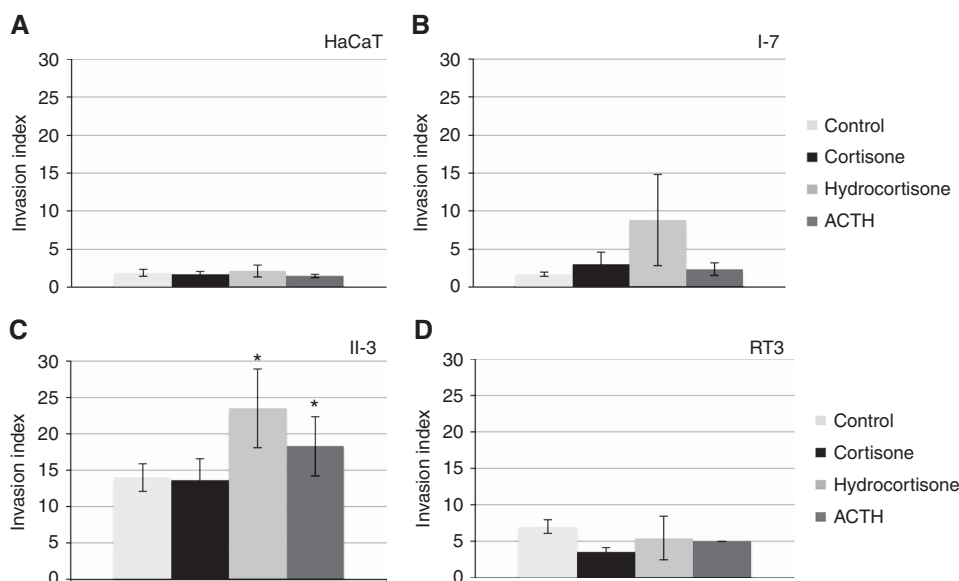 A
HaCaT
Invasion index
30
25
20
15
10
5
0
B
I-7
Invasion index
30
25
20
15
10
5
0
Control
Cortisone
Hydrocortisone
ACTH
C
II-3
Invasion index
30
25
20
15
10
5
0
*
*
D
RT3
Invasion index
30
25
20
15
10
5
0
Control
Cortisone
Hydrocortisone
ACTH